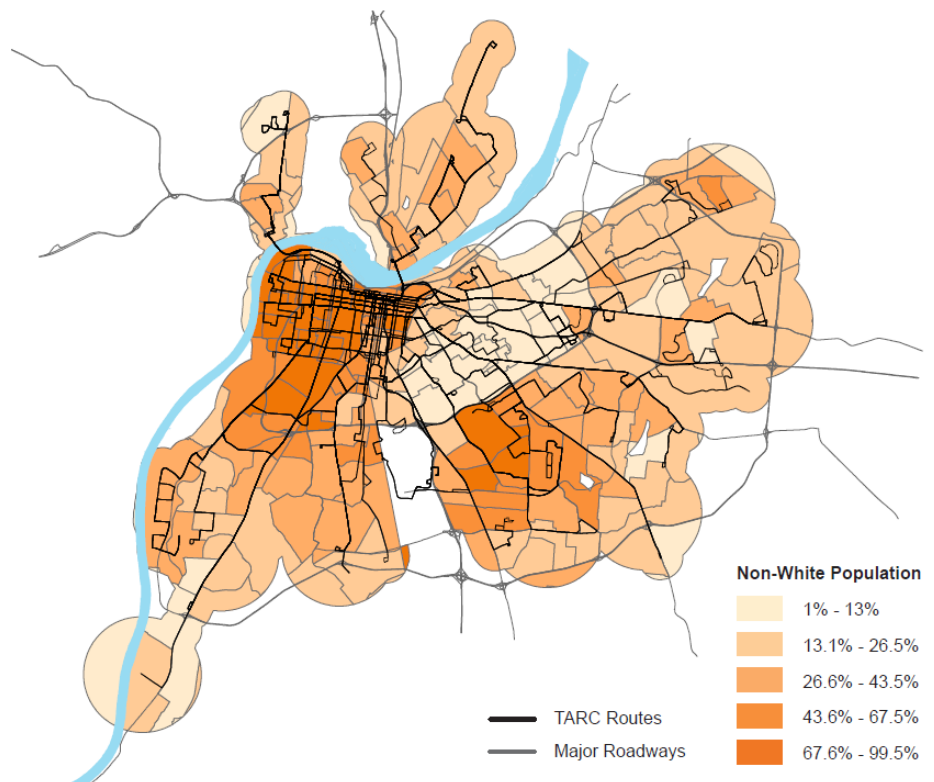 Non-White Population
1% - 13%
13.1% - 26.5%
26.6% - 43.5%
43.6% - 67.5%
67.6% - 99.5%
TARC Routes
Major Roadways